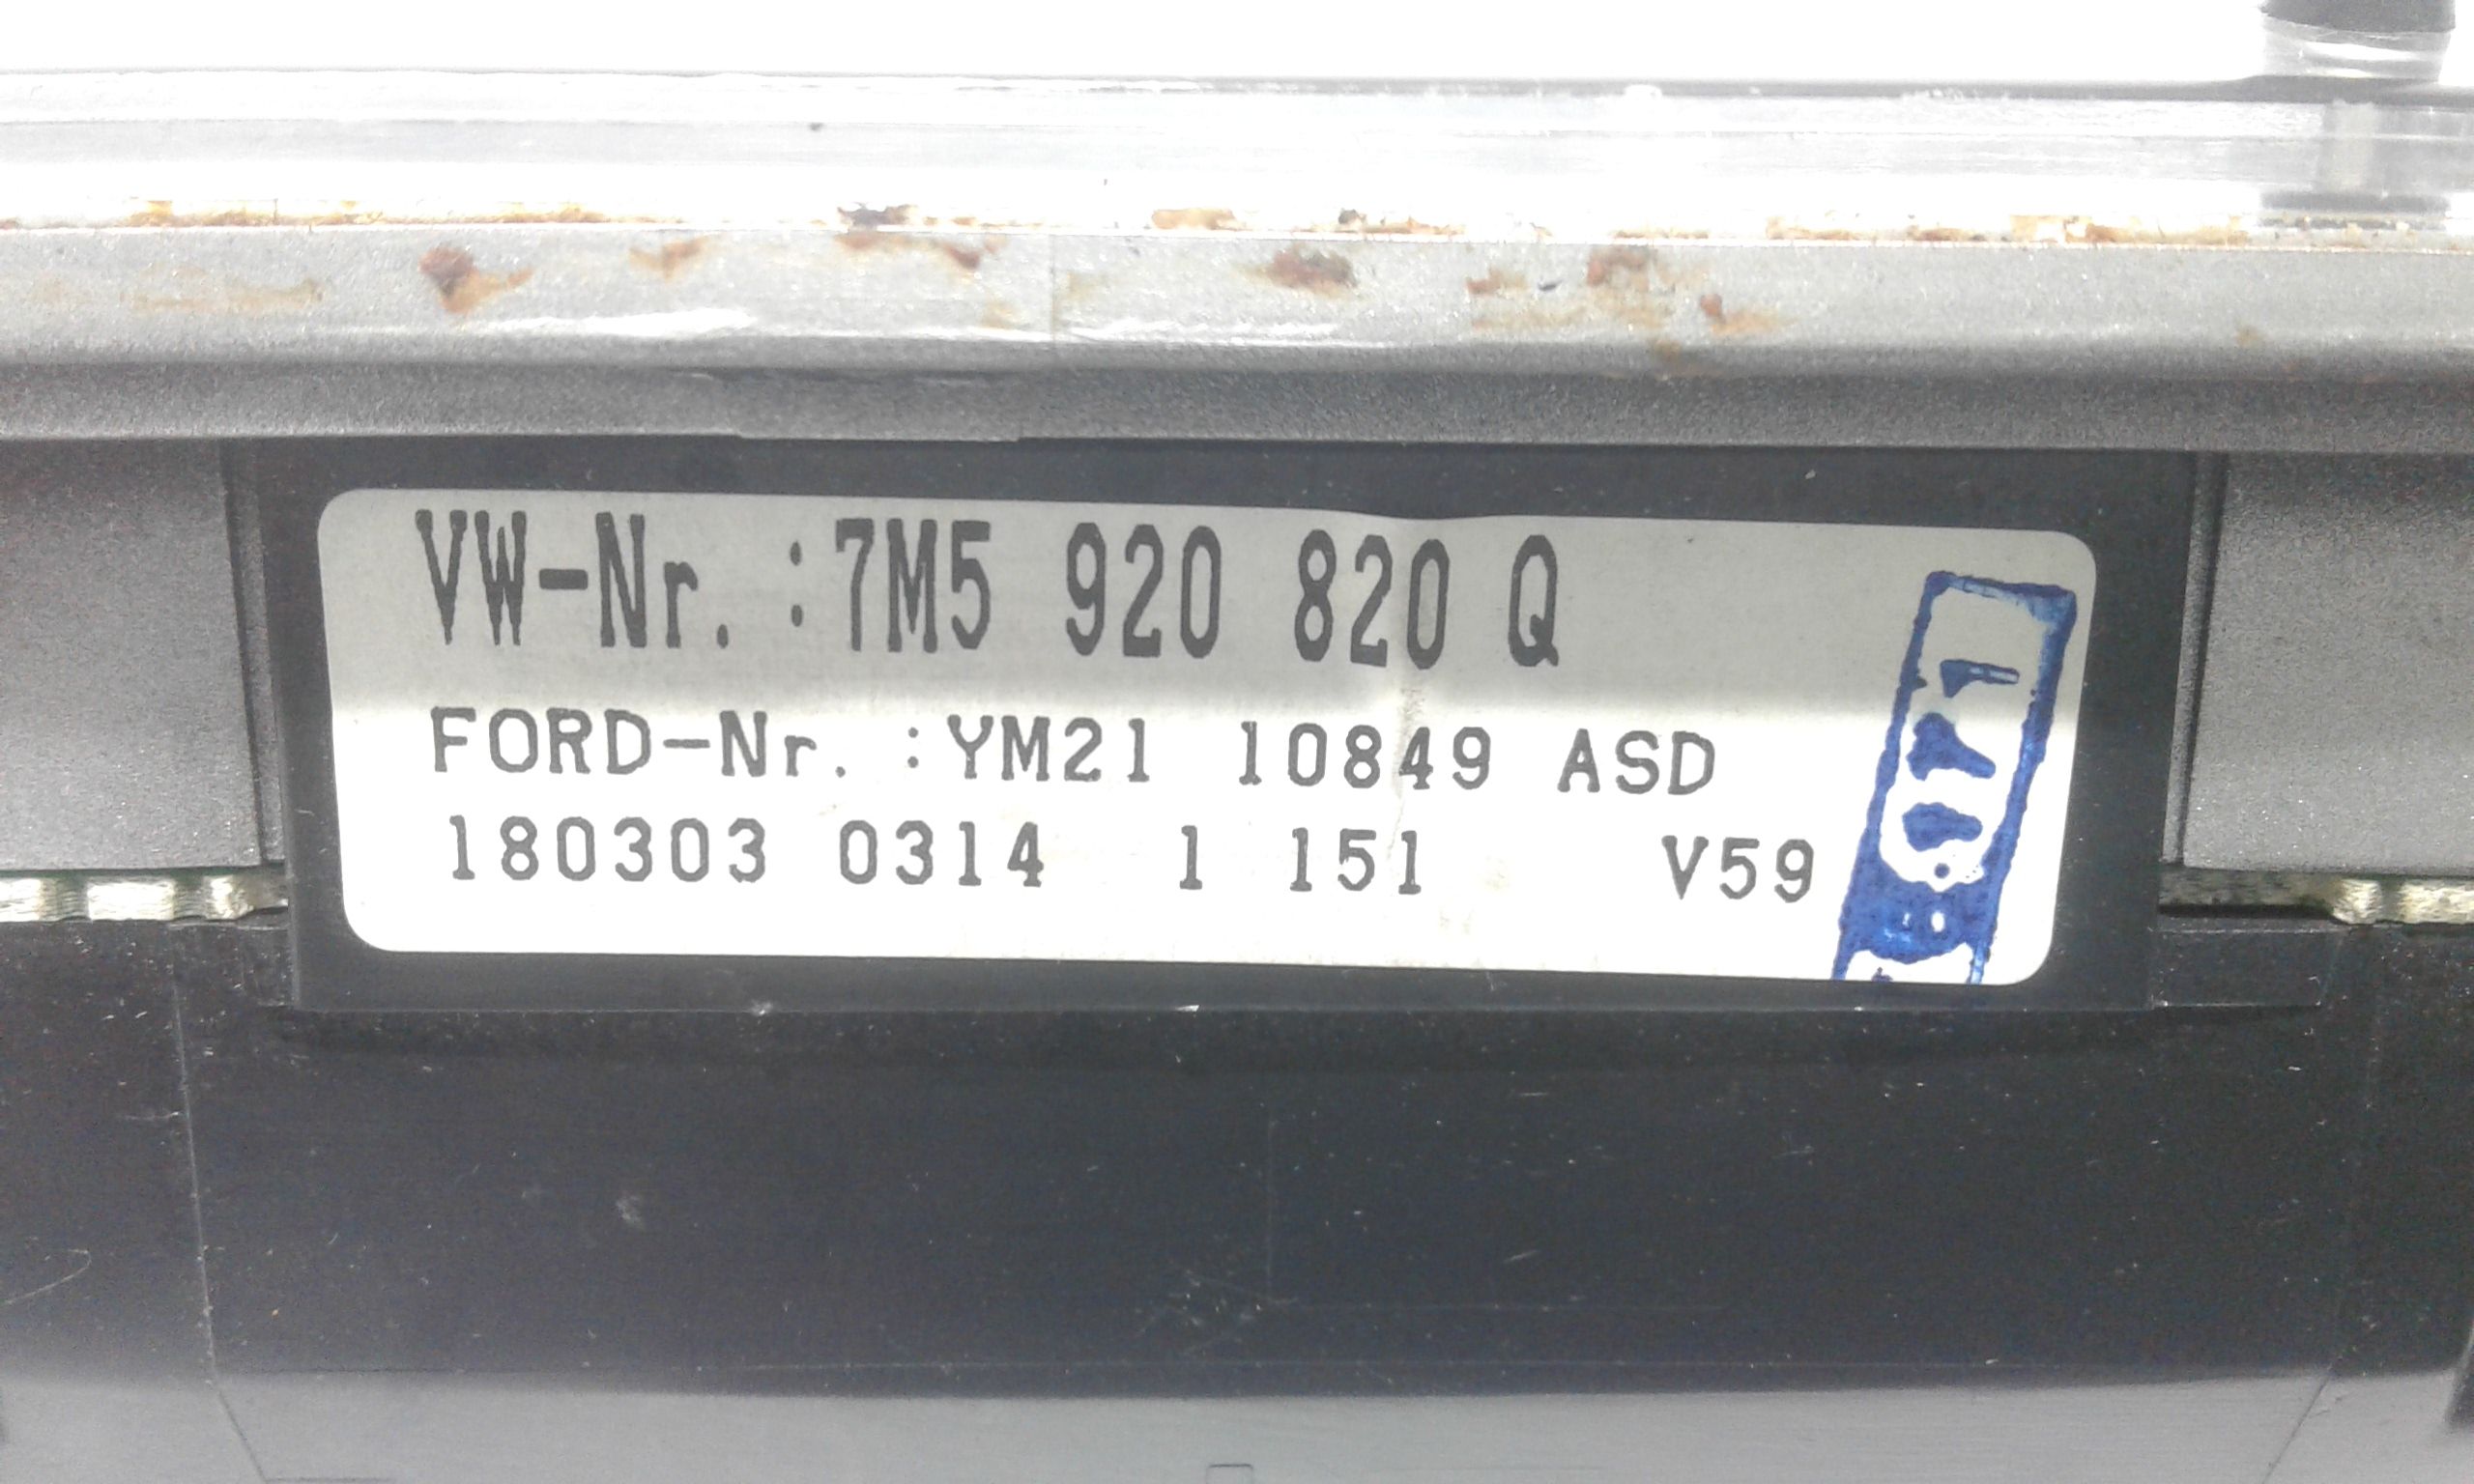 VW-Nr. :7M5 920 820 Q
FORD-Nr. :YM21 10849 ASD
180303 0314 1 151 V59